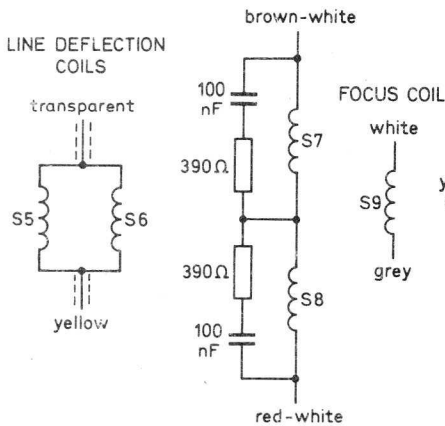 LINE DEFLECTION
COILS
transparent
S5
S6
yellow
brown-white
100
nF
390Ω
S7
390Ω
S8
100
nF
red-white
FOCUS COIL
white
S9
grey
y